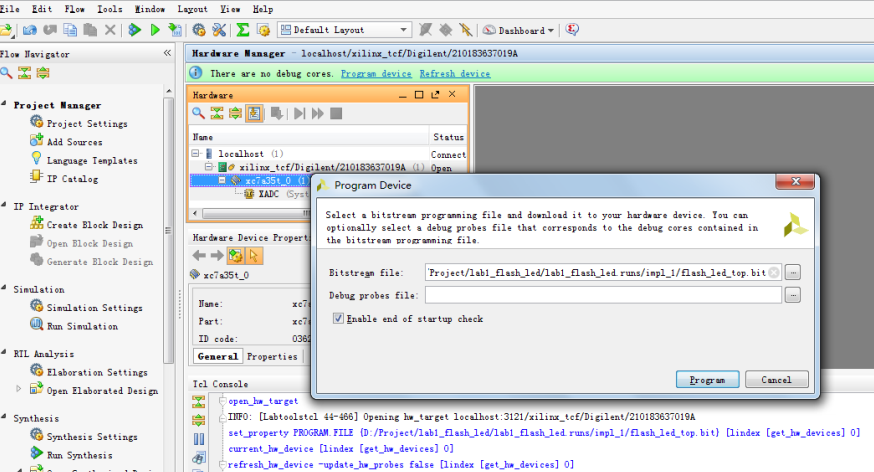 File Edit Flow Tools Window Layout View Help
Default Layout
Dashboard
Flow Navigator
Hardware Manager - localhost/xilinx_tcf/Digilent/210183637019A
There are no debug cores. Program device Refresh device
Project Manager
Project Settings
Add Sources
Language Templates
IP Catalog
IP Integrator
Create Block Design
Open Block Design
Generate Block Design
Simulation
Simulation Settings
Run Simulation
RTL Analysis
Elaboration Settings
Open Elaborated Design
Synthesis
Synthesis Settings
Run Synthesis
Hardware
Name Status
localhost (1) Connect
xilinx_tcf/Digilent/210183637019A (1) Open
xc7a35t_0 (1)
XADC (Syst
Hardware Device Properti
xc7a35t_0
Name: xc7
Part: xc7
ID code: 0362
General Properties
Program Device
Select a bitstream programming file and download it to your hardware device. You can
optionally select a debug probes file that corresponds to the debug cores contained in
the bitstream programming file.
Bitstream file: Project/lab1_flash_led/lab1_flash_led.runs/impl_1/flash_led_top.bit ...
Debug probes file: ...
Enable end of startup check
Program Cancel
Tcl Console
open_hw_target
INFO: [Labtoolstcl 44-466] Opening hw_target localhost:3121/xilinx_tcf/Digilent/210183637019A
set_property PROGRAM.FILE {D:/Project/lab1_flash_led/lab1_flash_led.runs/impl_1/flash_led_top.bit} [lindex [get_hw_devices] 0]
current_hw_device [lindex [get_hw_devices] 0]
refresh_hw_device -update_hw_probes false [lindex [get_hw_devices] 0]